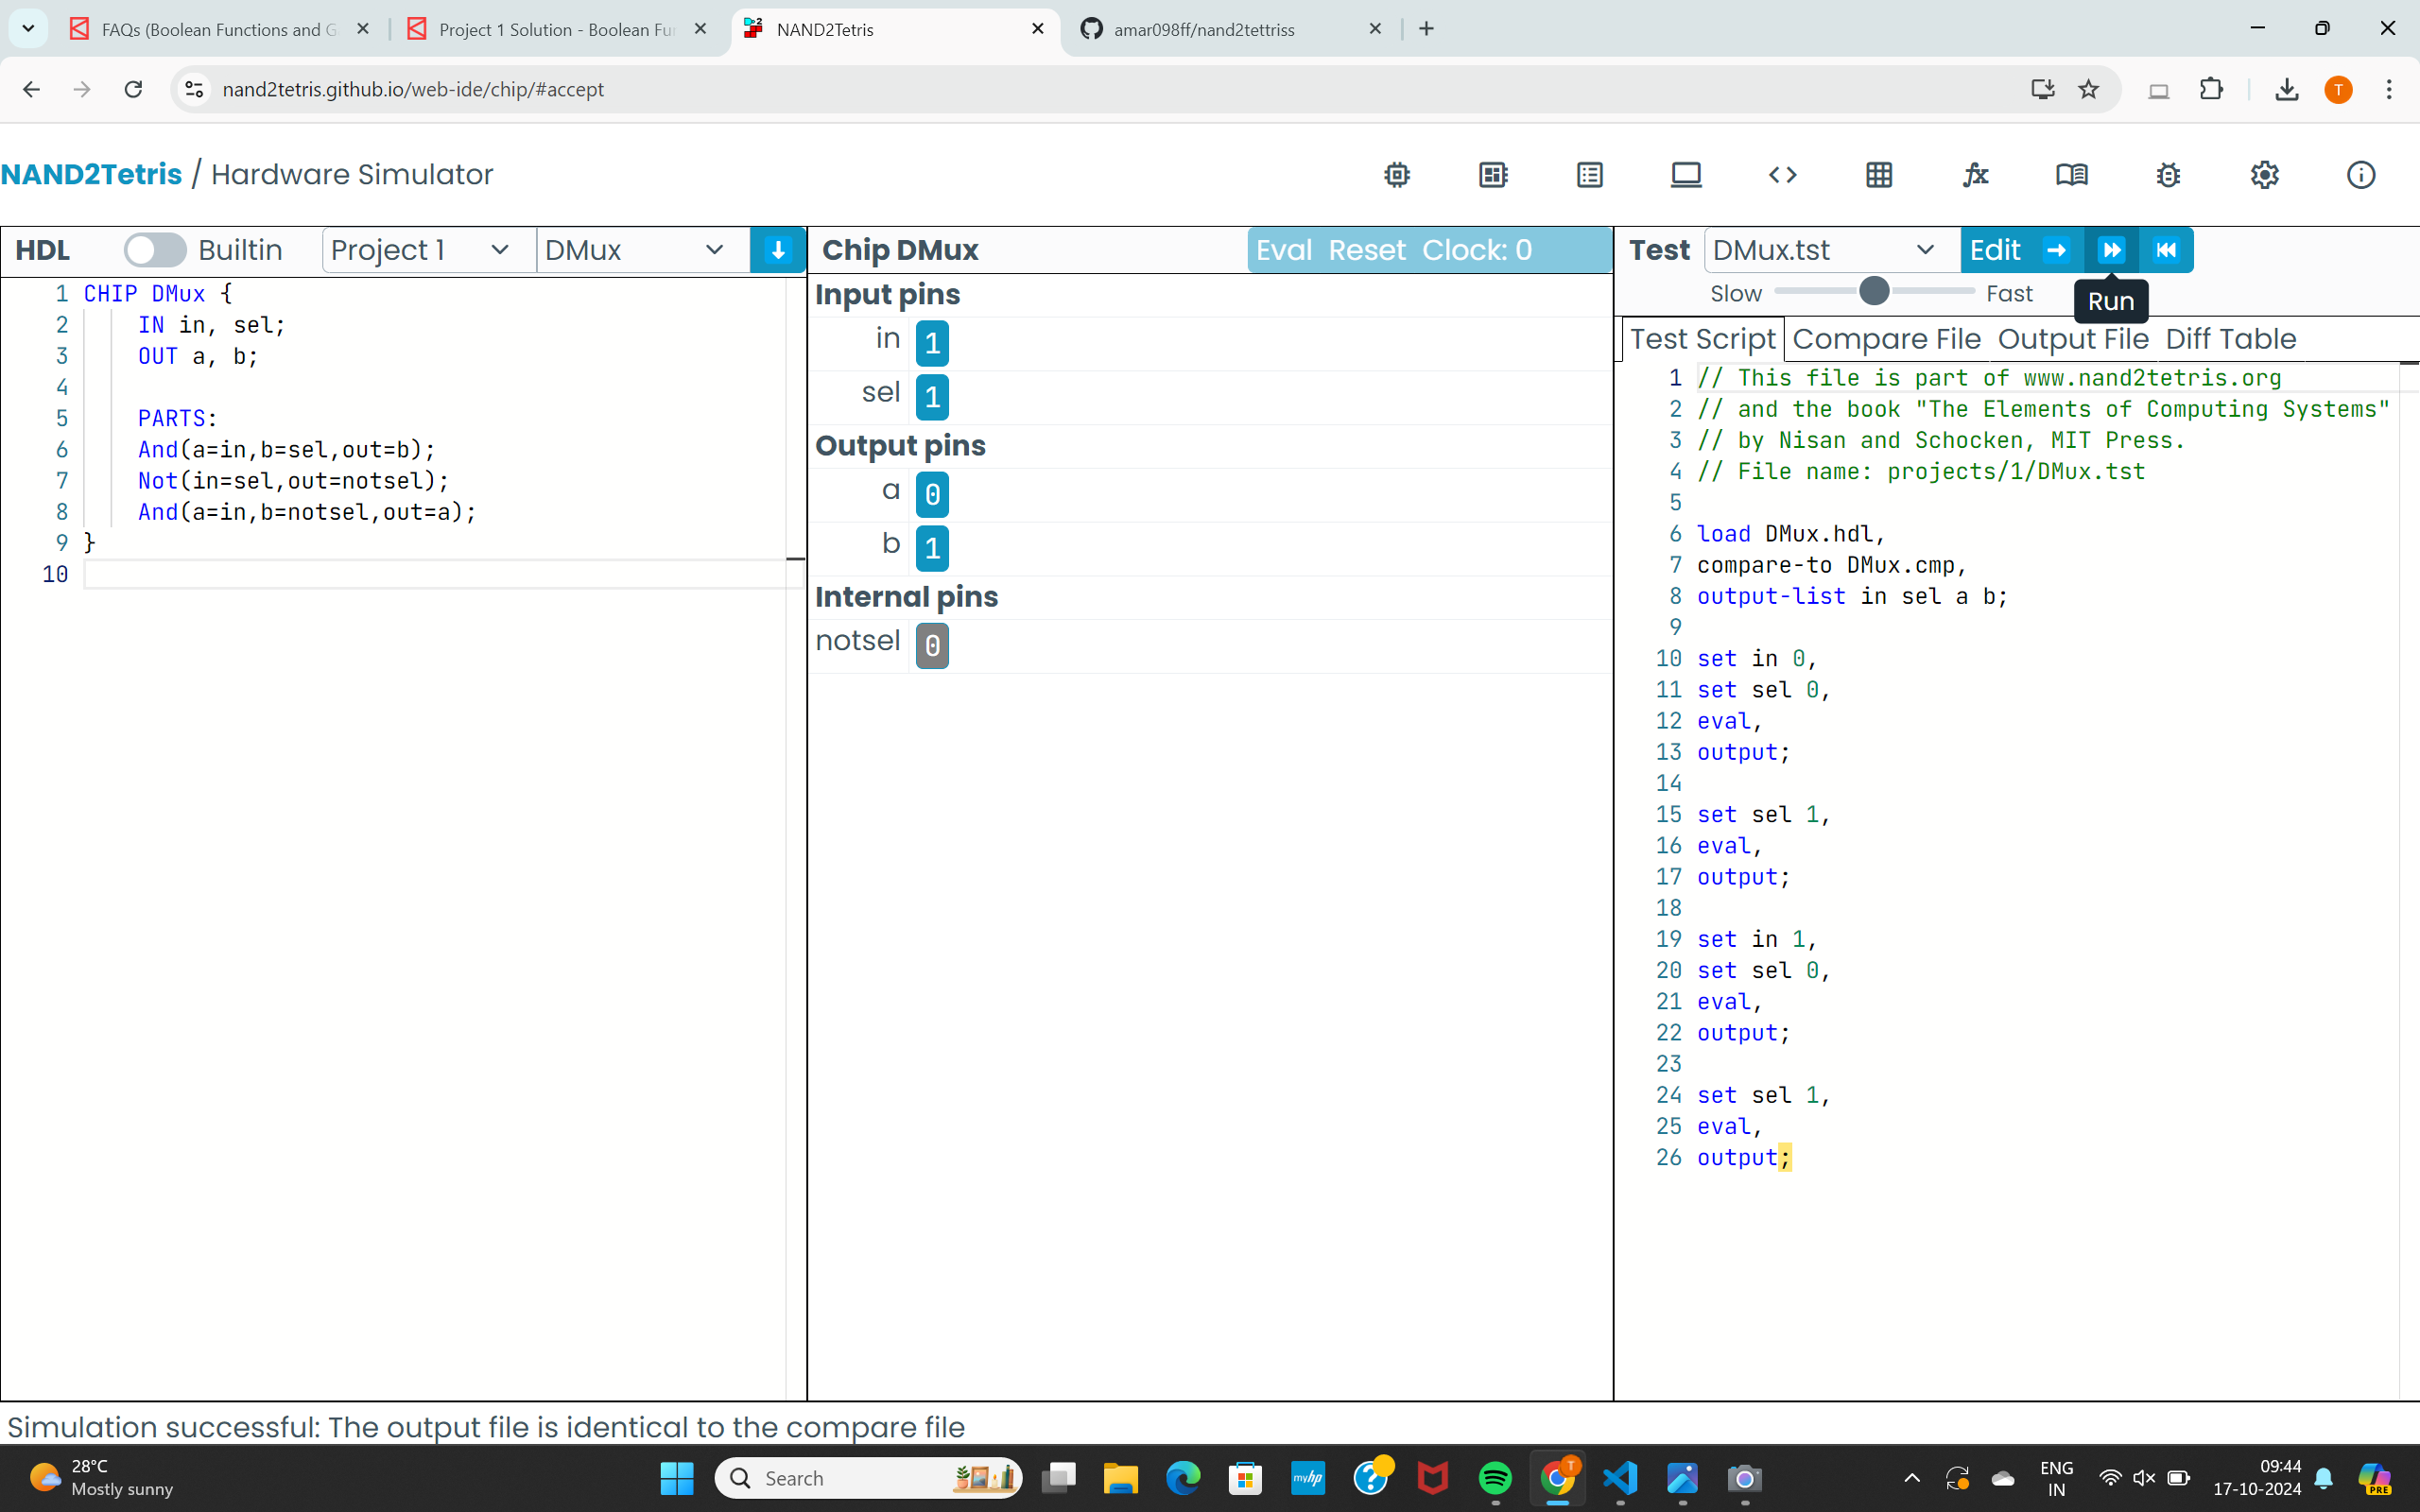 FAQs (Boolean Functions and G
Project 1 Solution - Boolean Fur
NAND2Tetris
amar098ff/nand2tettriss
nand2tetris.github.io/web-ide/chip/#accept
T
NAND2Tetris / Hardware Simulator
HDL Builtin Project 1 DMux
1 CHIP DMux {
2 IN in, sel;
3 OUT a, b;
4
5 PARTS:
6 And(a=in,b=sel,out=b);
7 Not(in=sel,out=notsel);
8 And(a=in,b=notsel,out=a);
9 }
10
Chip DMux Eval Reset Clock: 0
Input pins
in 1
sel 1
Output pins
a 0
b 1
Internal pins
notsel 0
Test DMux.tst Edit
Slow Fast
Run
Test Script Compare File Output File Diff Table
1 // This file is part of www.nand2tetris.org
2 // and the book "The Elements of Computing Systems"
3 // by Nisan and Schocken, MIT Press.
4 // File name: projects/1/DMux.tst
5
6 load DMux.hdl,
7 compare-to DMux.cmp,
8 output-list in sel a b;
9
10 set in 0,
11 set sel 0,
12 eval,
13 output;
14
15 set sel 1,
16 eval,
17 output;
18
19 set in 1,
20 set sel 0,
21 eval,
22 output;
23
24 set sel 1,
25 eval,
26 output;
Simulation successful: The output file is identical to the compare file
28°C
Mostly sunny
Search
myhp
T
ENG
IN
09:44
17-10-2024
PRE